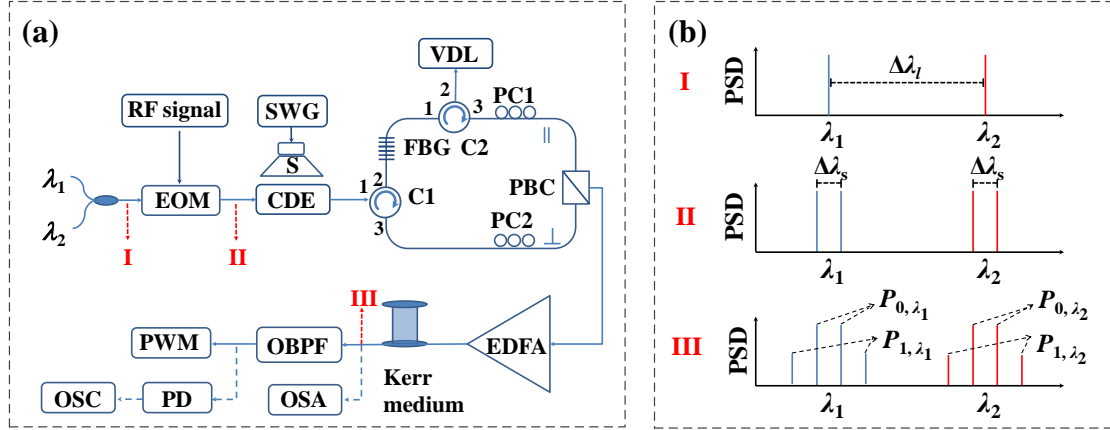 (a)
VDL
2
1
3
PC1
RF signal
SWG
FBG
C2
||
S
λ1
1
2
PBC
EOM
CDE
C1
λ2
3
PC2
⊥
I
II
III
PWM
OBPF
EDFA
Kerr
medium
OSC
PD
OSA
(b)
I
PSD
Δλl
λ1
λ2
II
PSD
Δλs
Δλs
λ1
λ2
III
PSD
P0, λ1
P0, λ2
P1, λ1
P1, λ2
λ1
λ2